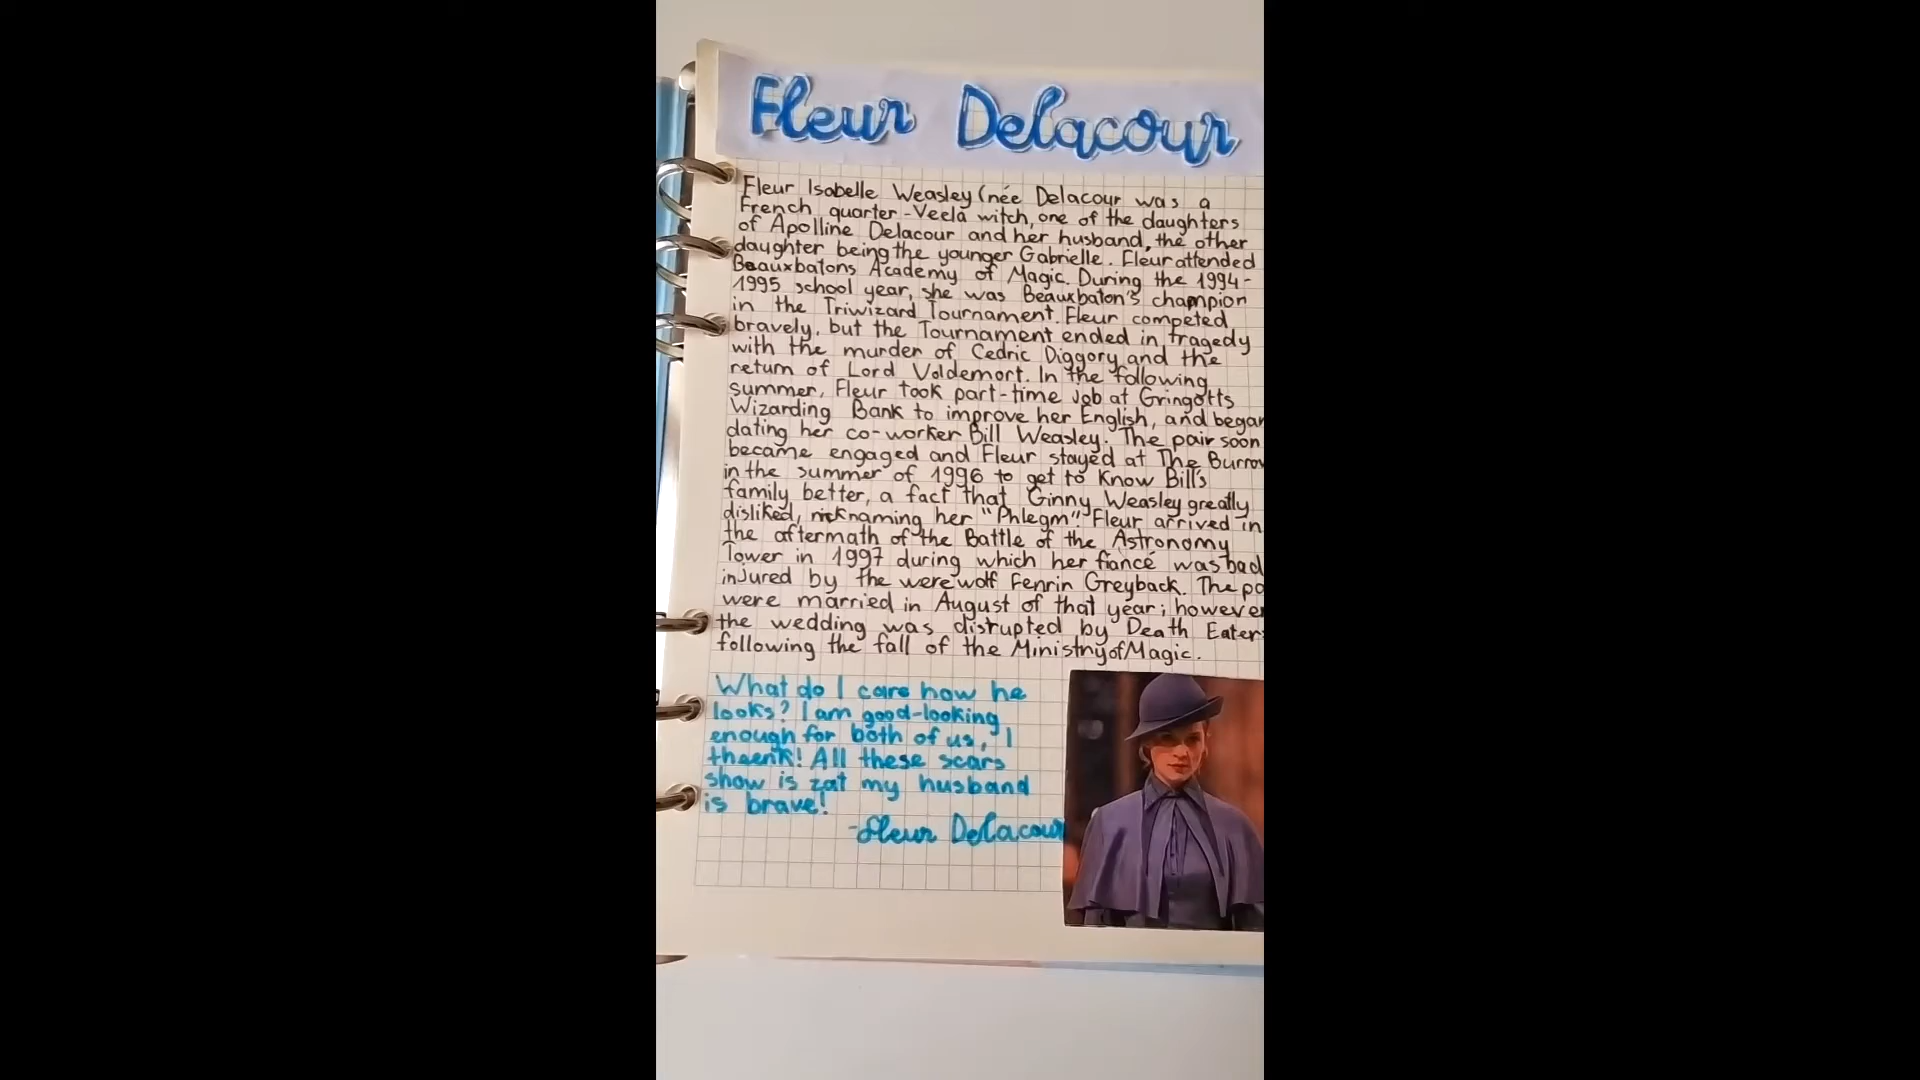 Fleur Delacour
Fleur Isabelle Weasley (née Delacour was a
French quarter-Veela witch, one of the daughters
of Apolline Delacour and her husband, the other
daughter being the younger Gabrielle. Fleur attended
Beauxbatons Academy of Magic. During the 1994-
1995 school year, she was Beauxbaton's champion
in the Triwizard Tournament. Fleur competed
bravely, but the Tournament ended in tragedy
with the murder of Cedric Diggory and the
return of Lord Voldemort. In the following
summer, Fleur took part-time job at Gringotts
Wizarding Bank to improve her English, and began
dating her co-worker Bill Weasley. The pair soon
became engaged and Fleur stayed at The Burrow
in the summer of 1996 to get to know Bill's
family better, a fact that Ginny Weasley greatly
disliked, nicknaming her "Phlegm". Fleur arrived in
the aftermath of the Battle of the Astronomy
Tower in 1997 during which her fiancé was bad
injured by the werewolf Fenrin Greyback. The pa
were married in August of that year; however
the wedding was disrupted by Death Eaters
following the fall of the Ministry of Magic.
What do I care how he
looks? I am good-looking
enough for both of us, I
theenk! All these scars
show is zat my husband
is brave!
-Fleur Delacour